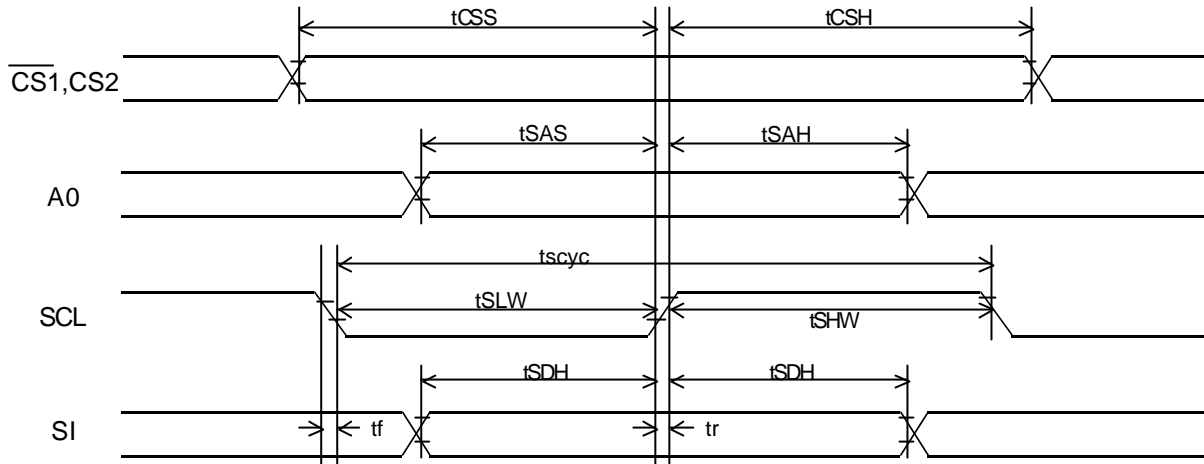 tCSS tCSH
CS1,CS2
tSAS tSAH
A0
tscyc
SCL tSLW
tSHW
tSDH tSDH
SI tf tr